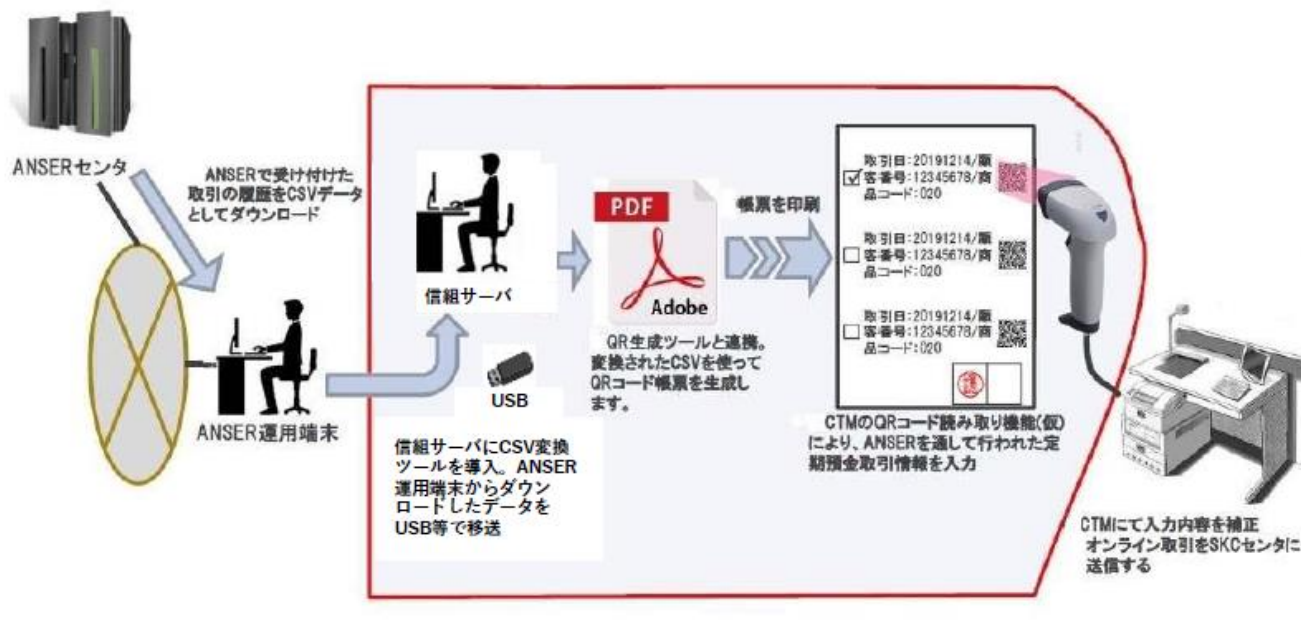 ANSERセンタ
ANSERで受け付けた
取引の履歴をCSVデータ
としてダウンロード
ANSER運用端末
信組サーバ
USB
信組サーバにCSV変換
ツールを導入。ANSER
運用端末からダウン
ロードしたデータを
USB等で移送
PDF
Adobe
QR生成ツールと連携。
変換されたCSVを使って
QRコード帳票を生成し
ます。
帳票を印刷
取引日:20191214/顧
客番号:12345678/商
品コード:020
取引日:20191214/顧
客番号:12345678/商
品コード:020
取引日:20191214/顧
客番号:12345678/商
品コード:020
CTMのQRコード読み取り機能(仮)
により、ANSERを通して行われた定
期預金取引情報を入力
CTMにて入力内容を補正
オンライン取引をSKCセンタに
送信する